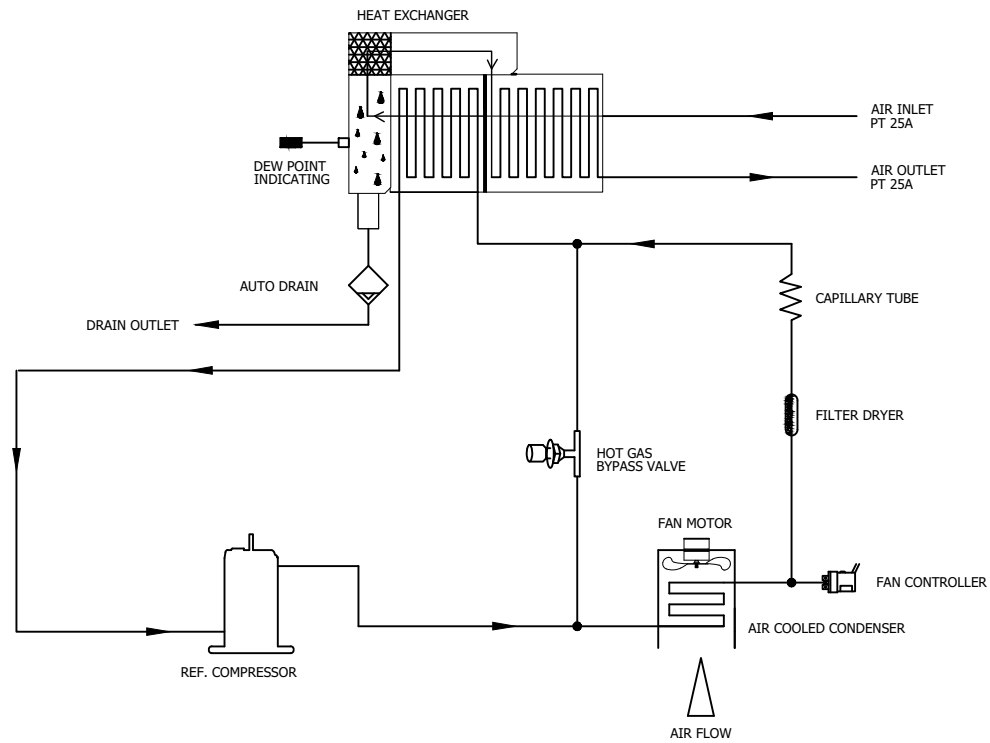 HEAT EXCHANGER
AIR INLET
PT 25A
DEW POINT
INDICATING
AIR OUTLET
PT 25A
AUTO DRAIN
CAPILLARY TUBE
DRAIN OUTLET
FILTER DRYER
HOT GAS
BYPASS VALVE
FAN MOTOR
FAN CONTROLLER
AIR COOLED CONDENSER
REF. COMPRESSOR
AIR FLOW